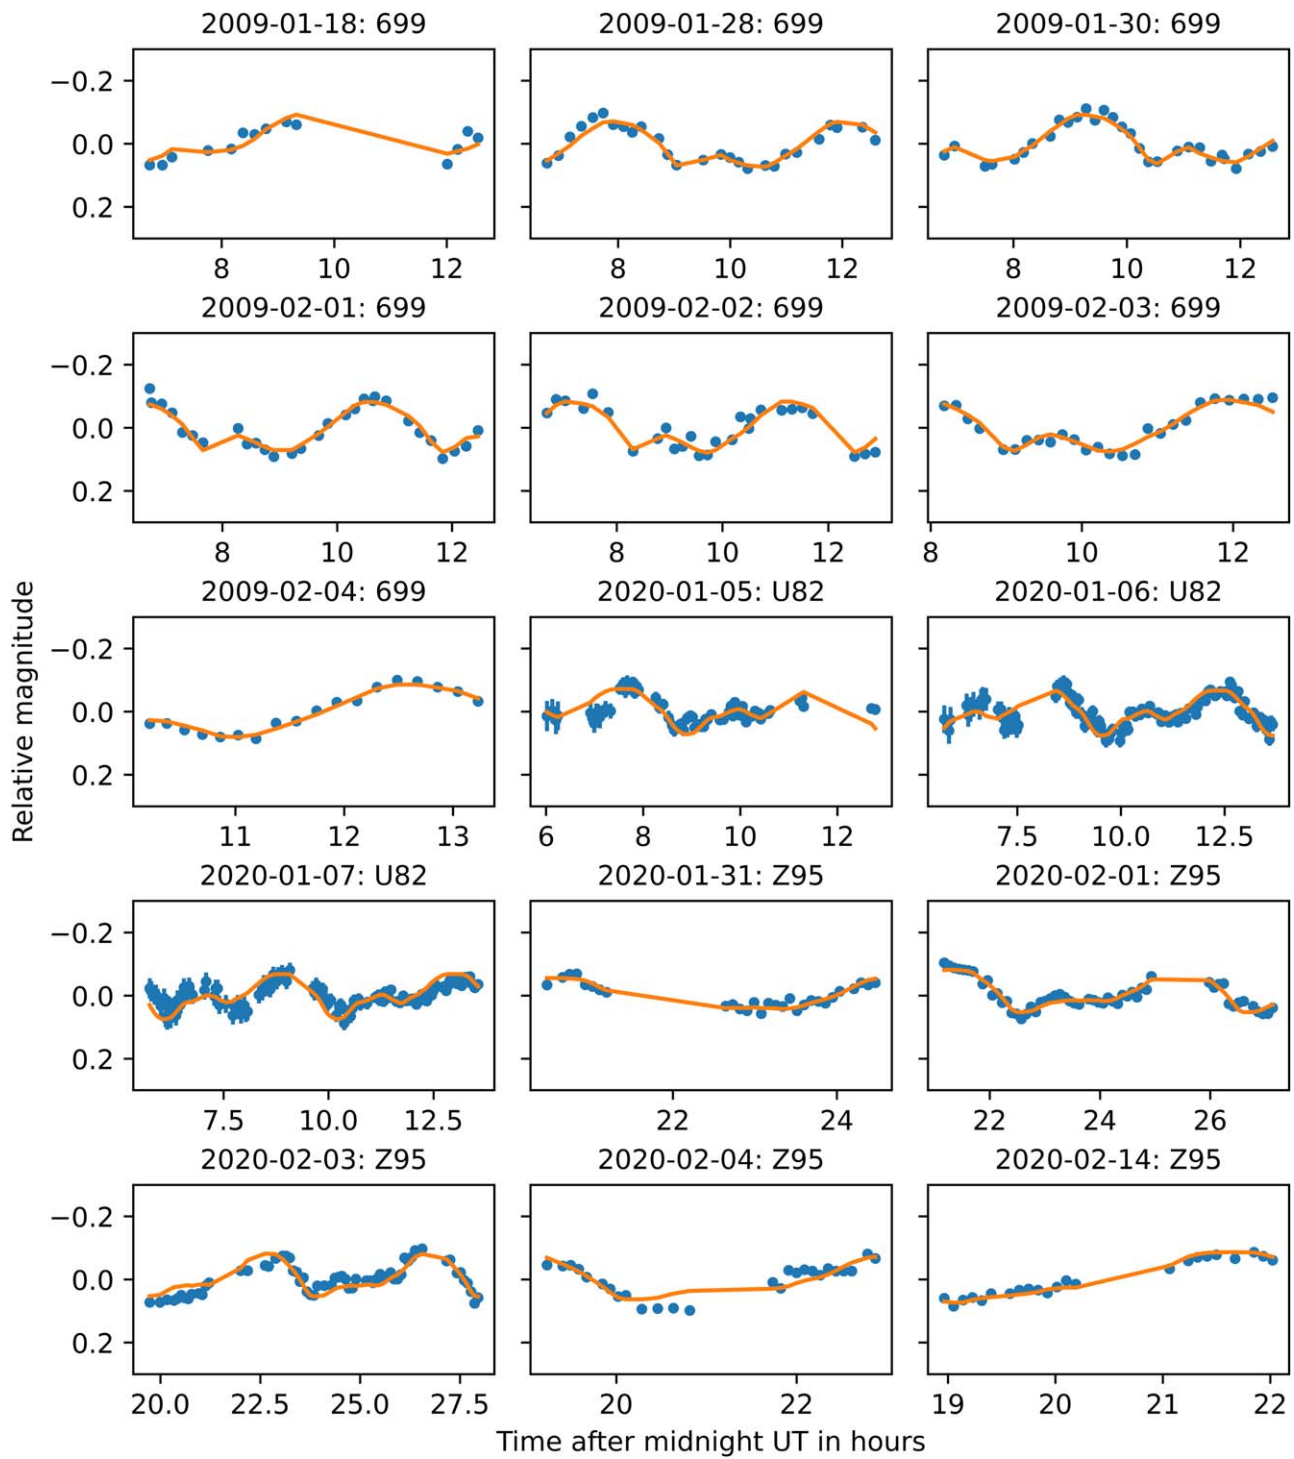 2009-01-18: 699 2009-01-28: 699 2009-01-30: 699
−0.2
0.0
0.2
8 10 12 8 10 12 8 10 12
2009-02-01: 699 2009-02-02: 699 2009-02-03: 699
−0.2
0.0
0.2
8 10 12 8 10 12 8 10 12
2009-02-04: 699 2020-01-05: U82 2020-01-06: U82
−0.2
0.0
0.2
11 12 13 6 8 10 12 7.5 10.0 12.5
Relative magnitude
2020-01-07: U82 2020-01-31: Z95 2020-02-01: Z95
−0.2
0.0
0.2
7.5 10.0 12.5 22 24 22 24 26
2020-02-03: Z95 2020-02-04: Z95 2020-02-14: Z95
−0.2
0.0
0.2
20.0 22.5 25.0 27.5 20 22 19 20 21 22
Time after midnight UT in hours